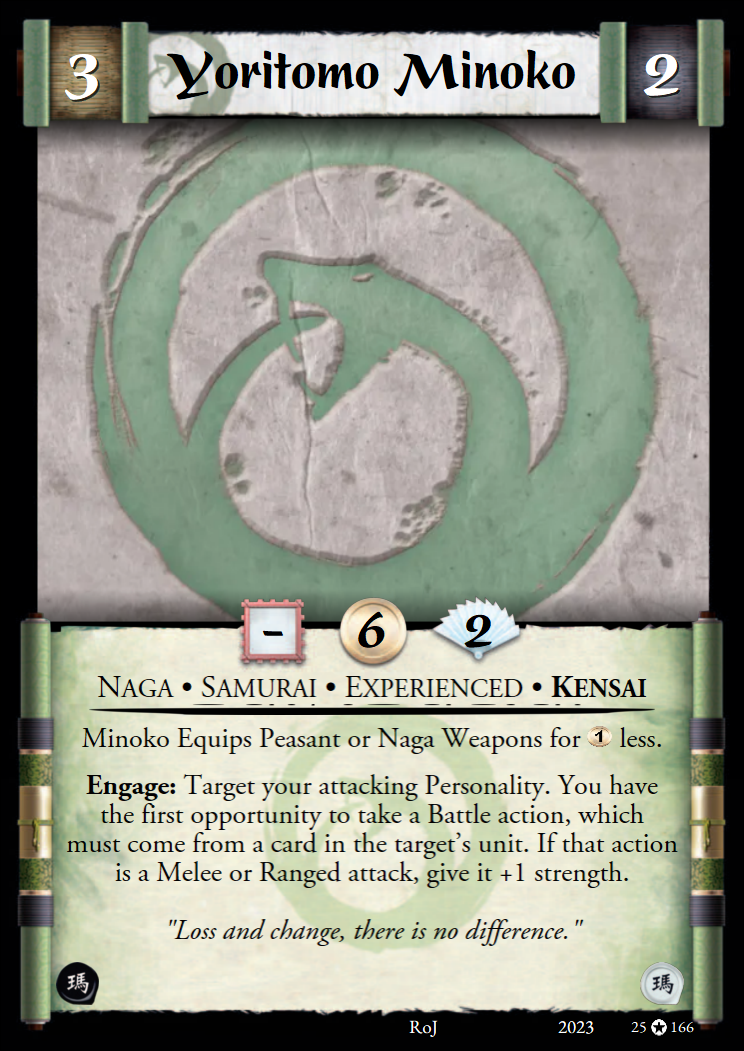 3 Yoritomo Minoko 2
- 6 2
NAGA • SAMURAI • EXPERIENCED • KENSAI
Minoko Equips Peasant or Naga Weapons for 1 less.
Engage: Target your attacking Personality. You have
the first opportunity to take a Battle action, which
must come from a card in the target's unit. If that action
is a Melee or Ranged attack, give it +1 strength.
"Loss and change, there is no difference."
瑪 瑪
RoJ 2023 25 ✪ 166